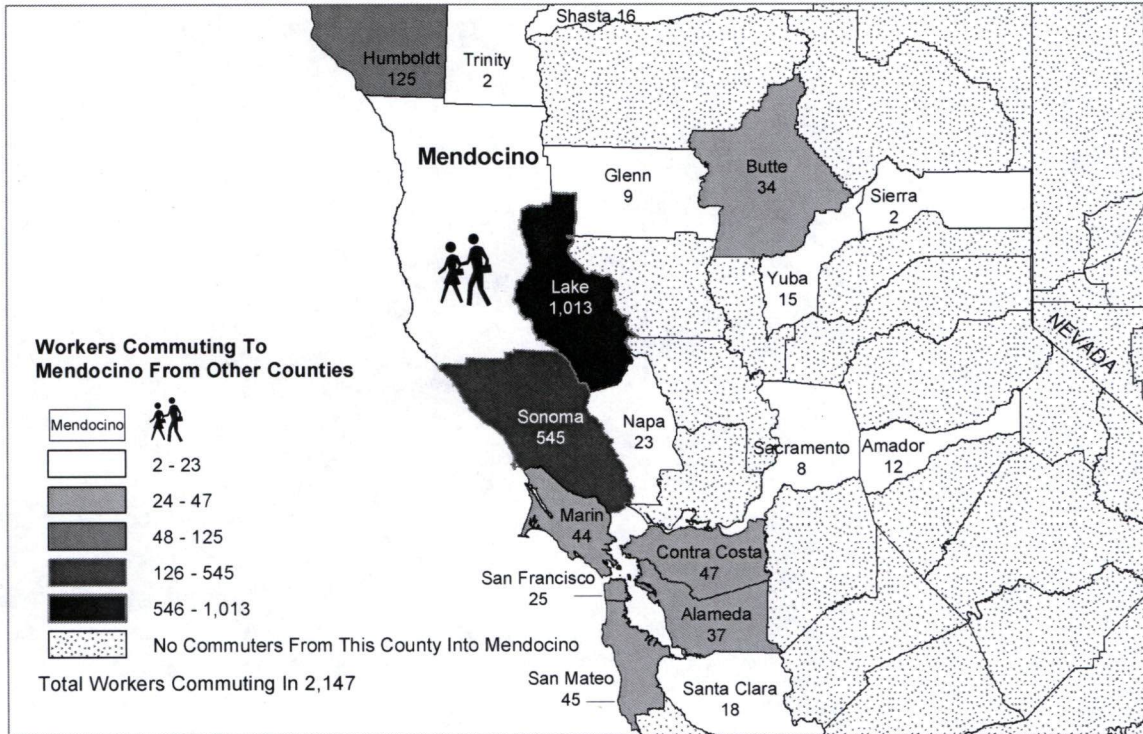 Shasta 16
Humboldt
125
Trinity
2
Mendocino
Glenn
9
Butte
34
Sierra
2
Lake
1,013
Yuba
15
NEVADA
Workers Commuting To
Mendocino From Other Counties
Mendocino
2 - 23
24 - 47
48 - 125
126 - 545
546 - 1,013
No Commuters From This County Into Mendocino
Total Workers Commuting In 2,147
Sonoma
545
Napa
23
Sacramento
8
Amador
12
Marin
44
Contra Costa
47
San Francisco
25
Alameda
37
San Mateo
45
Santa Clara
18